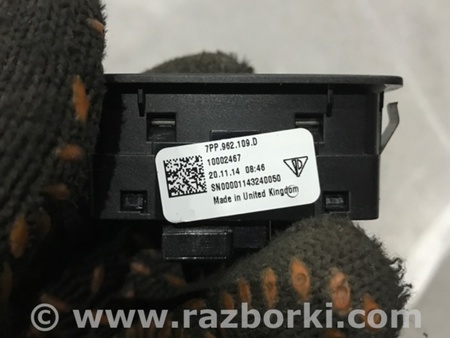 7PP.962.109.D
10002467
20.11.14 08:46
SN00001143240050
Made in United Kingdom
© www.razborki.com